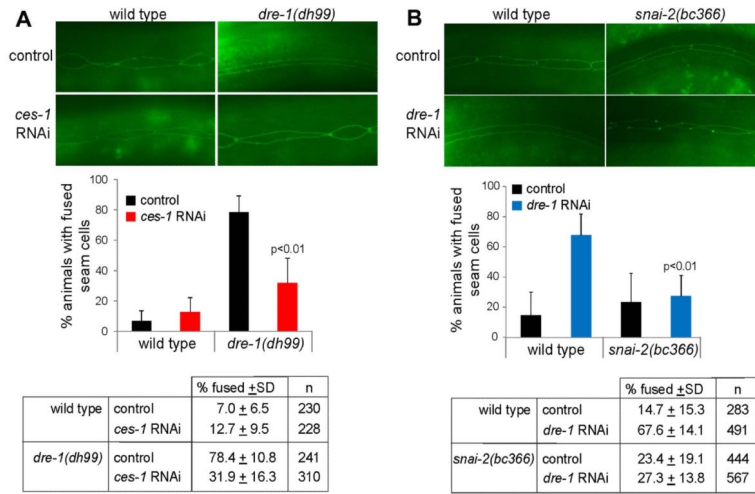 A
wild type
dre-1(dh99)
control
ces-1
RNAi
% animals with fused
seam cells
100
80
60
40
20
0
control
ces-1 RNAi
p<0.01
wild type
dre-1(dh99)
% fused ±SD
n
wild type control 7.0 ± 6.5 230
ces-1 RNAi 12.7 ± 9.5 228
dre-1(dh99) control 78.4 ± 10.8 241
ces-1 RNAi 31.9 ± 16.3 310
B
wild type
snai-2(bc366)
control
dre-1
RNAi
% animals with fused
seam cells
100
80
60
40
20
0
control
dre-1 RNAi
p<0.01
wild type
snai-2(bc366)
% fused ±SD
n
wild type control 14.7 ± 15.3 283
dre-1 RNAi 67.6 ± 14.1 491
snai-2(bc366) control 23.4 ± 19.1 444
dre-1 RNAi 27.3 ± 13.8 567